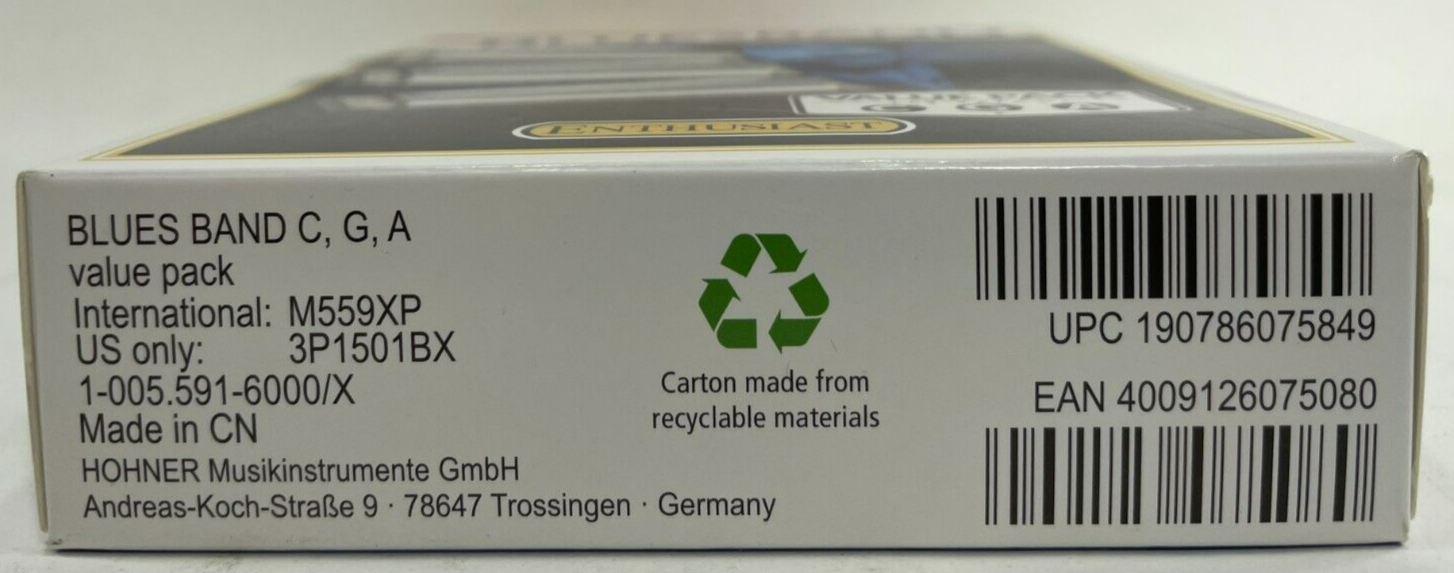 ENTHUSIAST
BLUES BAND C, G, A
value pack
International: M559XP
US only: 3P1501BX
1-005.591-6000/X
Made in CN
HOHNER Musikinstrumente GmbH
Andreas-Koch-Straße 9 · 78647 Trossingen · Germany
Carton made from
recyclable materials
UPC 190786075849
EAN 4009126075080